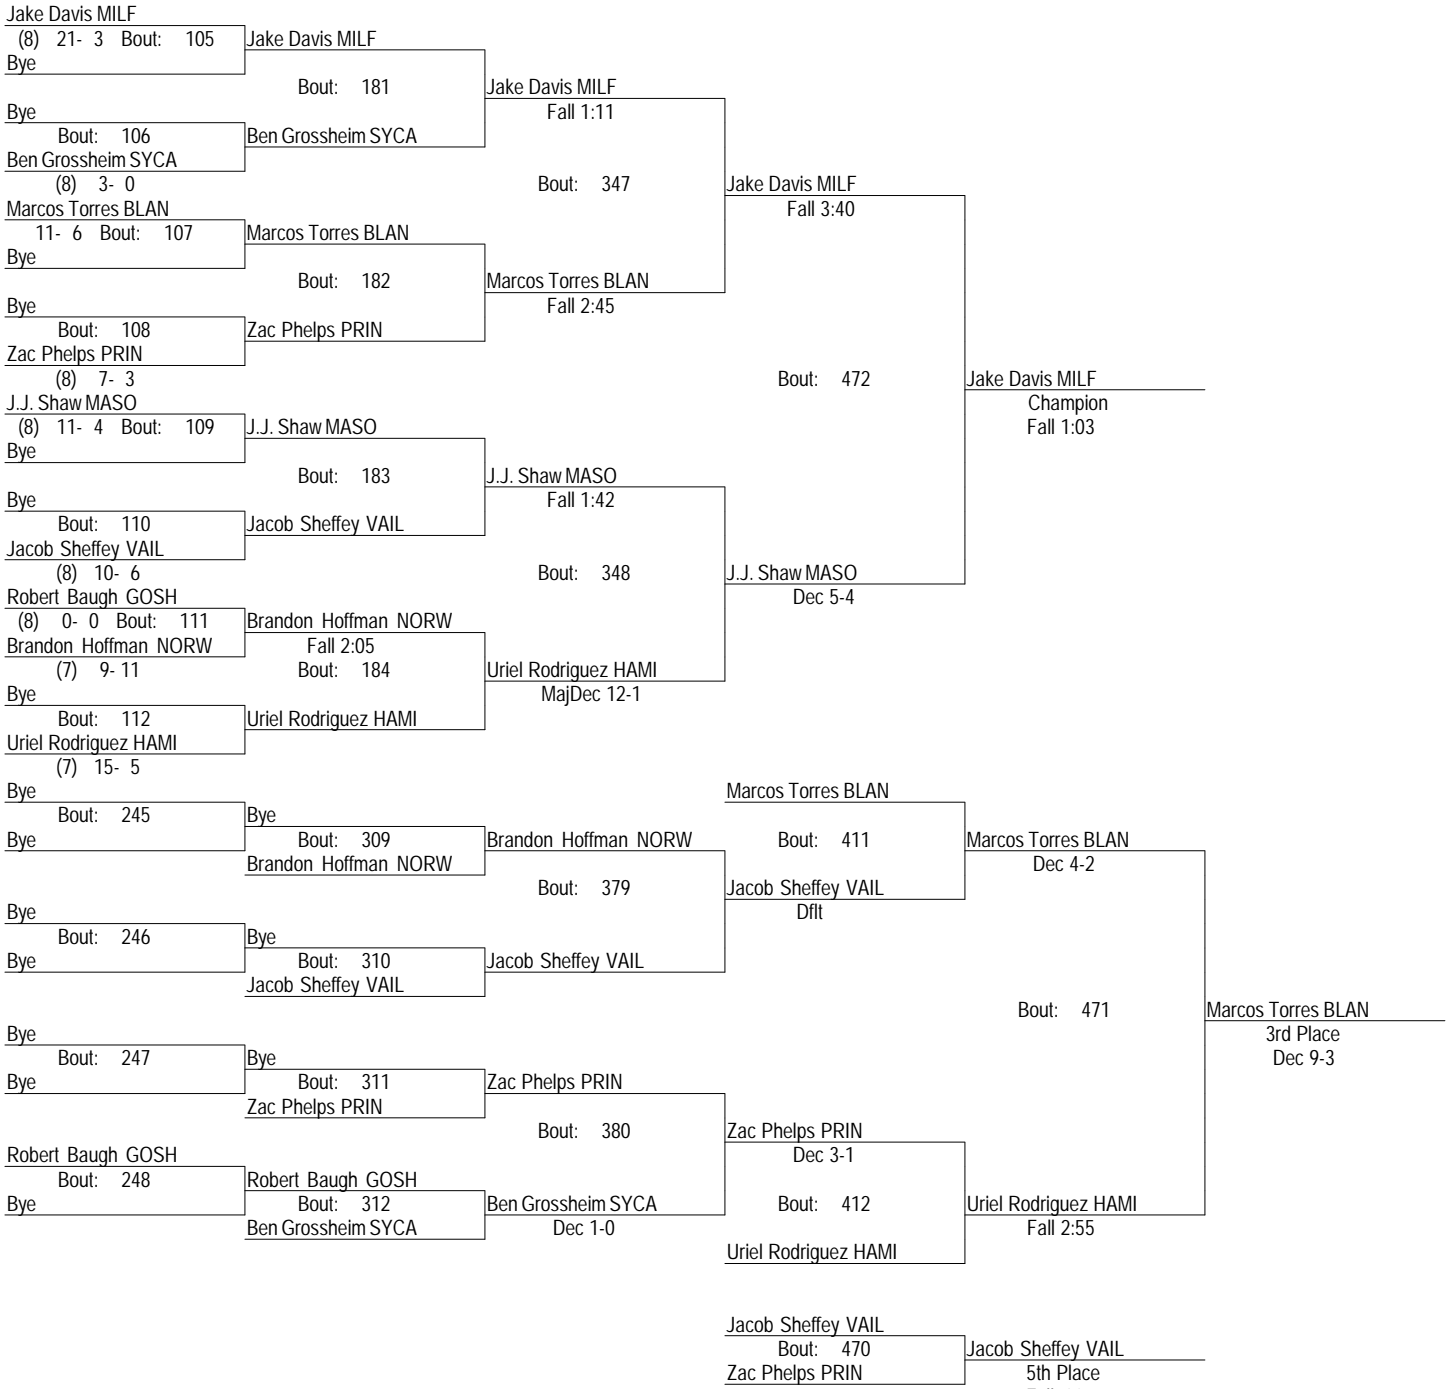 Jake Davis MILF
(8) 21- 3 Bout: 105 Jake Davis MILF
Bye
Bout: 181 Jake Davis MILF
Bye Fall 1:11
Bout: 106 Ben Grossheim SYCA
Ben Grossheim SYCA
(8) 3- 0 Bout: 347 Jake Davis MILF
Marcos Torres BLAN Fall 3:40
11- 6 Bout: 107 Marcos Torres BLAN
Bye
Bout: 182 Marcos Torres BLAN
Bye Fall 2:45
Bout: 108 Zac Phelps PRIN
Zac Phelps PRIN
(8) 7- 3 Bout: 472 Jake Davis MILF
J.J. Shaw MASO Champion
(8) 11- 4 Bout: 109 J.J. Shaw MASO Fall 1:03
Bye
Bout: 183 J.J. Shaw MASO
Bye Fall 1:42
Bout: 110 Jacob Sheffey VAIL
Jacob Sheffey VAIL
(8) 10- 6 Bout: 348 J.J. Shaw MASO
Robert Baugh GOSH Dec 5-4
(8) 0- 0 Bout: 111 Brandon Hoffman NORW
Brandon Hoffman NORW Fall 2:05
(7) 9- 11 Bout: 184 Uriel Rodriguez HAMI
Bye MajDec 12-1
Bout: 112 Uriel Rodriguez HAMI
Uriel Rodriguez HAMI
(7) 15- 5
Bye Marcos Torres BLAN
Bout: 245 Bye
Bye Bout: 309 Brandon Hoffman NORW Bout: 411 Marcos Torres BLAN
Brandon Hoffman NORW Dec 4-2
Bout: 379 Jacob Sheffey VAIL
Bye Dflt
Bout: 246 Bye
Bye Bout: 310 Jacob Sheffey VAIL
Jacob Sheffey VAIL
Bout: 471 Marcos Torres BLAN
Bye 3rd Place
Bout: 247 Bye Dec 9-3
Bye Bout: 311 Zac Phelps PRIN
Zac Phelps PRIN
Bout: 380 Zac Phelps PRIN
Robert Baugh GOSH Dec 3-1
Bout: 248 Robert Baugh GOSH
Bye Bout: 312 Ben Grossheim SYCA Bout: 412 Uriel Rodriguez HAMI
Ben Grossheim SYCA Dec 1-0 Fall 2:55
Uriel Rodriguez HAMI
Jacob Sheffey VAIL
Bout: 470 Jacob Sheffey VAIL
Zac Phelps PRIN 5th Place